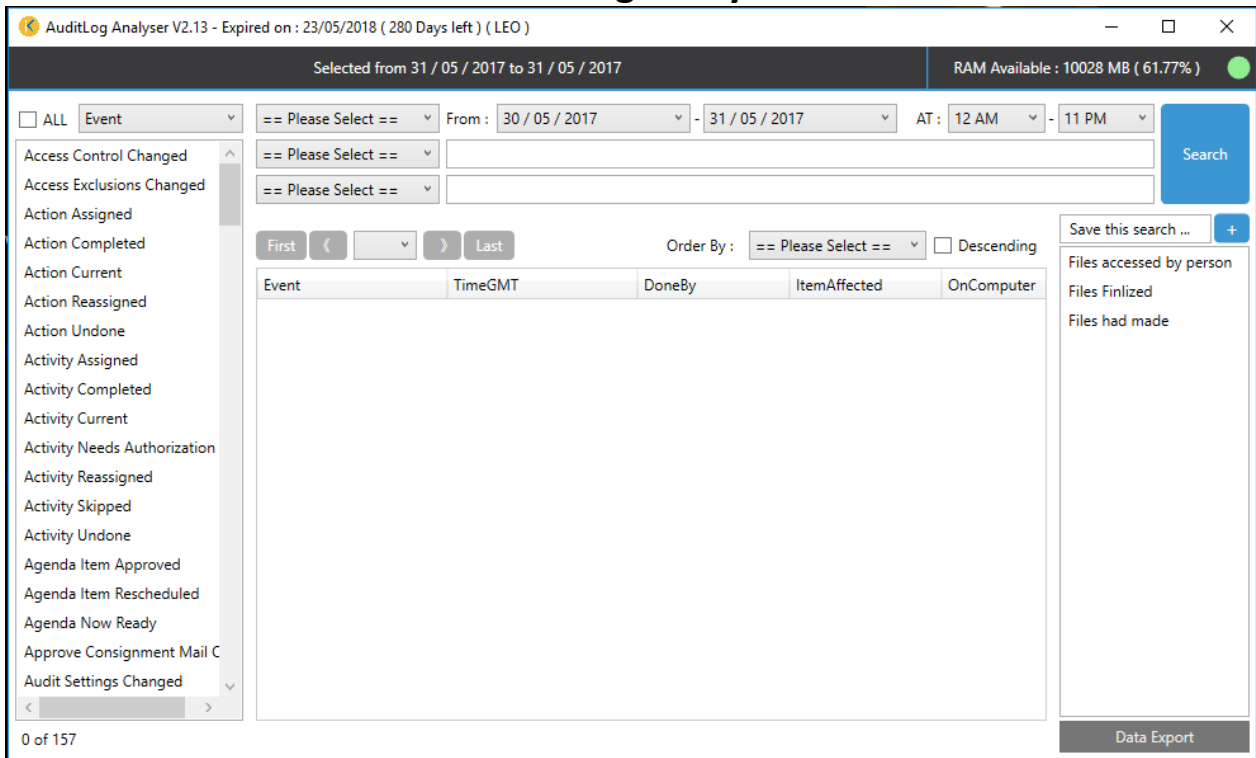 AuditLog Analyser V2.13 - Expired on : 23/05/2018 ( 280 Days left ) ( LEO )
Selected from 31 / 05 / 2017 to 31 / 05 / 2017
RAM Available : 10028 MB ( 61.77% )
ALL
Event
== Please Select ==
From :
30 / 05 / 2017
-
31 / 05 / 2017
AT :
12 AM
-
11 PM
== Please Select ==
== Please Select ==
Search
Access Control Changed
Access Exclusions Changed
Action Assigned
Action Completed
Action Current
Action Reassigned
Action Undone
Activity Assigned
Activity Completed
Activity Current
Activity Needs Authorization
Activity Reassigned
Activity Skipped
Activity Undone
Agenda Item Approved
Agenda Item Rescheduled
Agenda Now Ready
Approve Consignment Mail C
Audit Settings Changed
0 of 157
First
《
》
Last
Order By :
== Please Select ==
Descending
Event
TimeGMT
DoneBy
ItemAffected
OnComputer
Save this search ...
+
Files accessed by person
Files Finlized
Files had made
Data Export